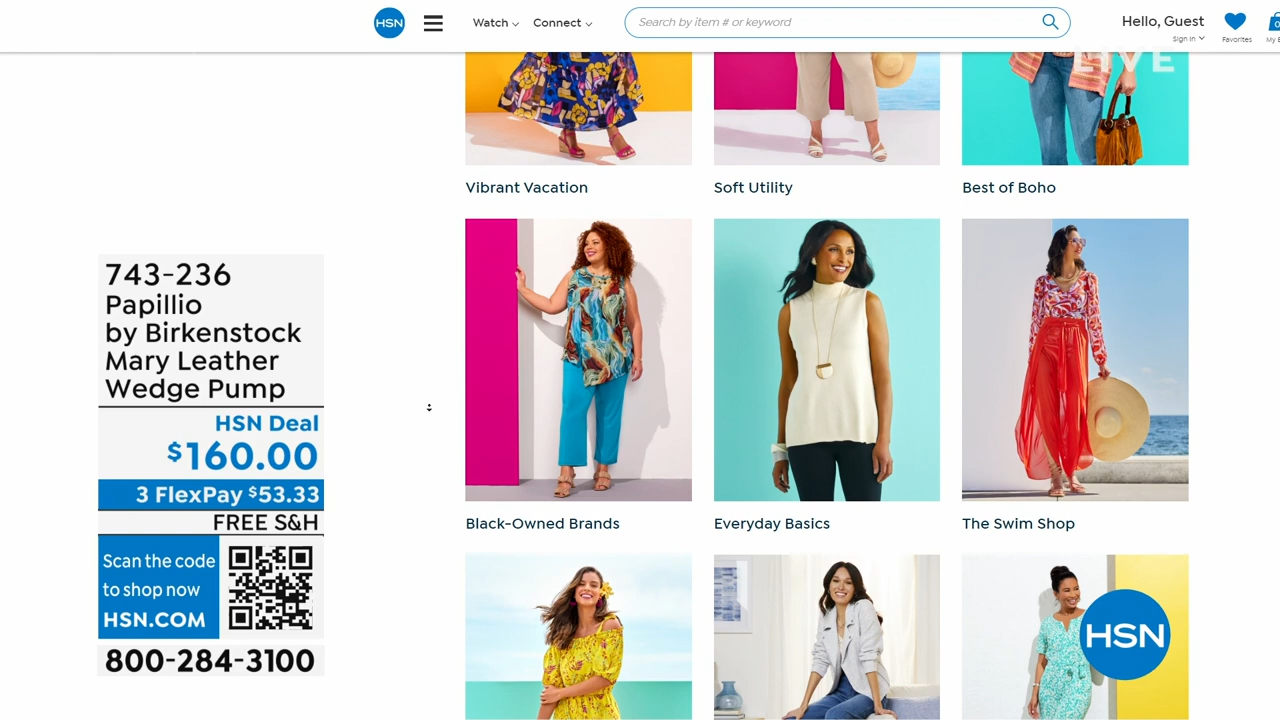 HSN
Watch
Connect
Search by item # or keyword
Hello, Guest
Sign In
Favorites
0
LIVE
Vibrant Vacation
Soft Utility
Best of Boho
743-236
Papillio
by Birkenstock
Mary Leather
Wedge Pump
HSN Deal
$160.00
3 FlexPay $53.33
FREE S&H
Scan the code
to shop now
HSN.COM
800-284-3100
Black-Owned Brands
Everyday Basics
The Swim Shop
HSN